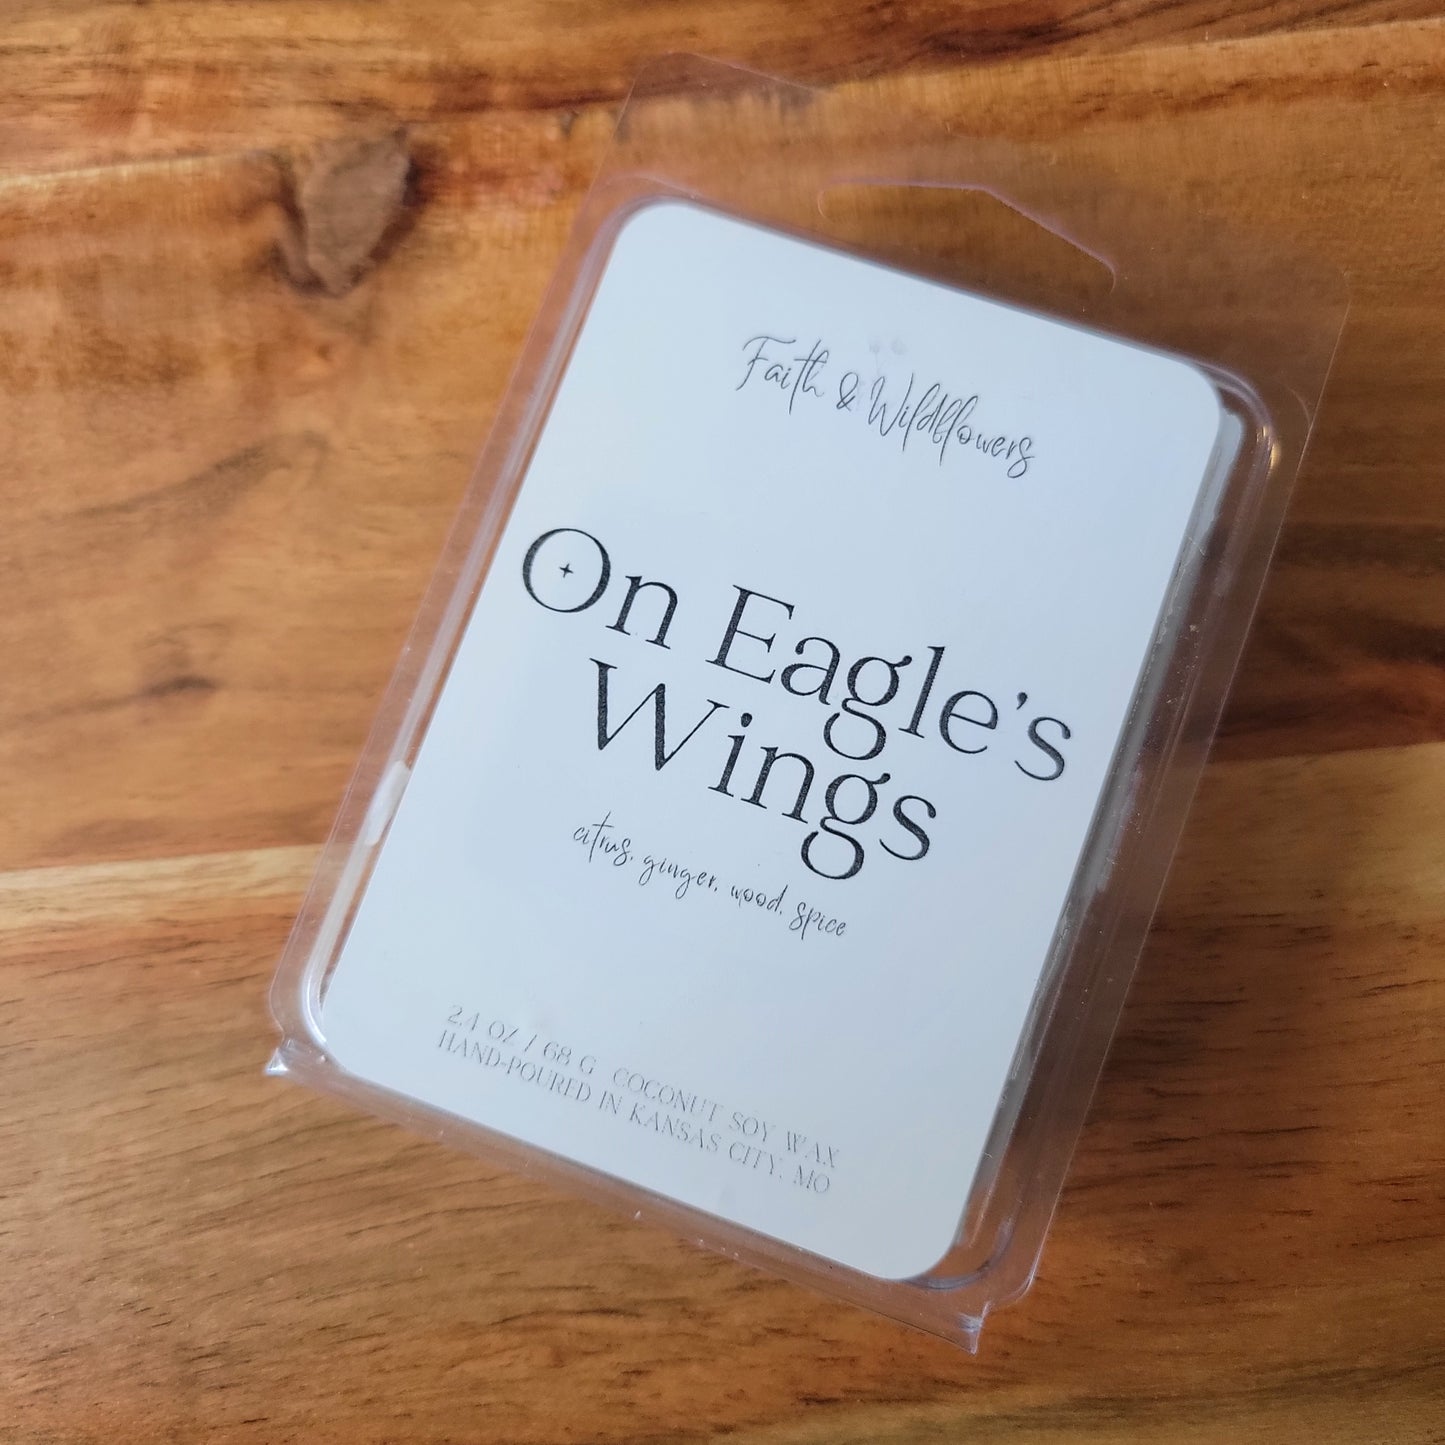 Faith & Wildflowers
On Eagle's
Wings
citrus, ginger, wood, spice
2.4 OZ / 68 G COCONUT SOY WAX
HAND-POURED IN KANSAS CITY, MO